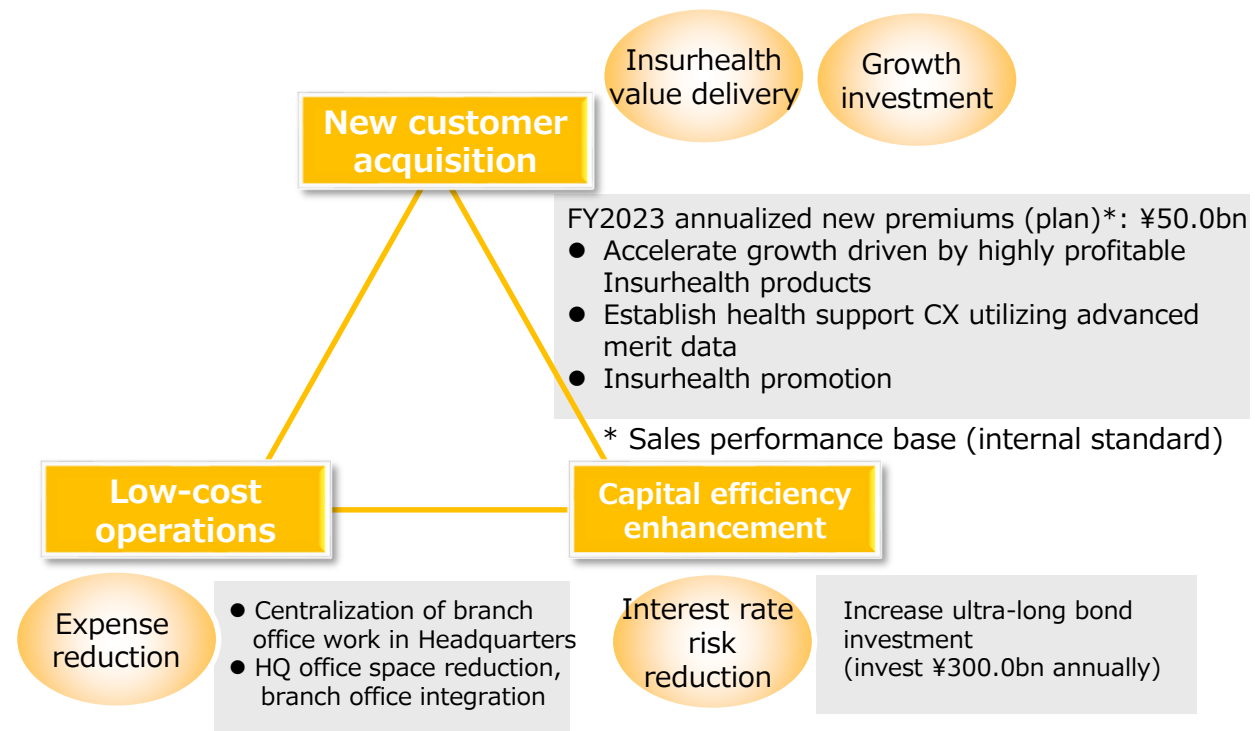 Insurhealth
value delivery
Growth
investment
New customer
acquisition
FY2023 annualized new premiums (plan)*: ¥50.0bn
● Accelerate growth driven by highly profitable
Insurhealth products
● Establish health support CX utilizing advanced
merit data
● Insurhealth promotion
* Sales performance base (internal standard)
Low-cost
operations
Capital efficiency
enhancement
Expense
reduction
● Centralization of branch
office work in Headquarters
● HQ office space reduction,
branch office integration
Interest rate
risk
reduction
Increase ultra-long bond
investment
(invest ¥300.0bn annually)